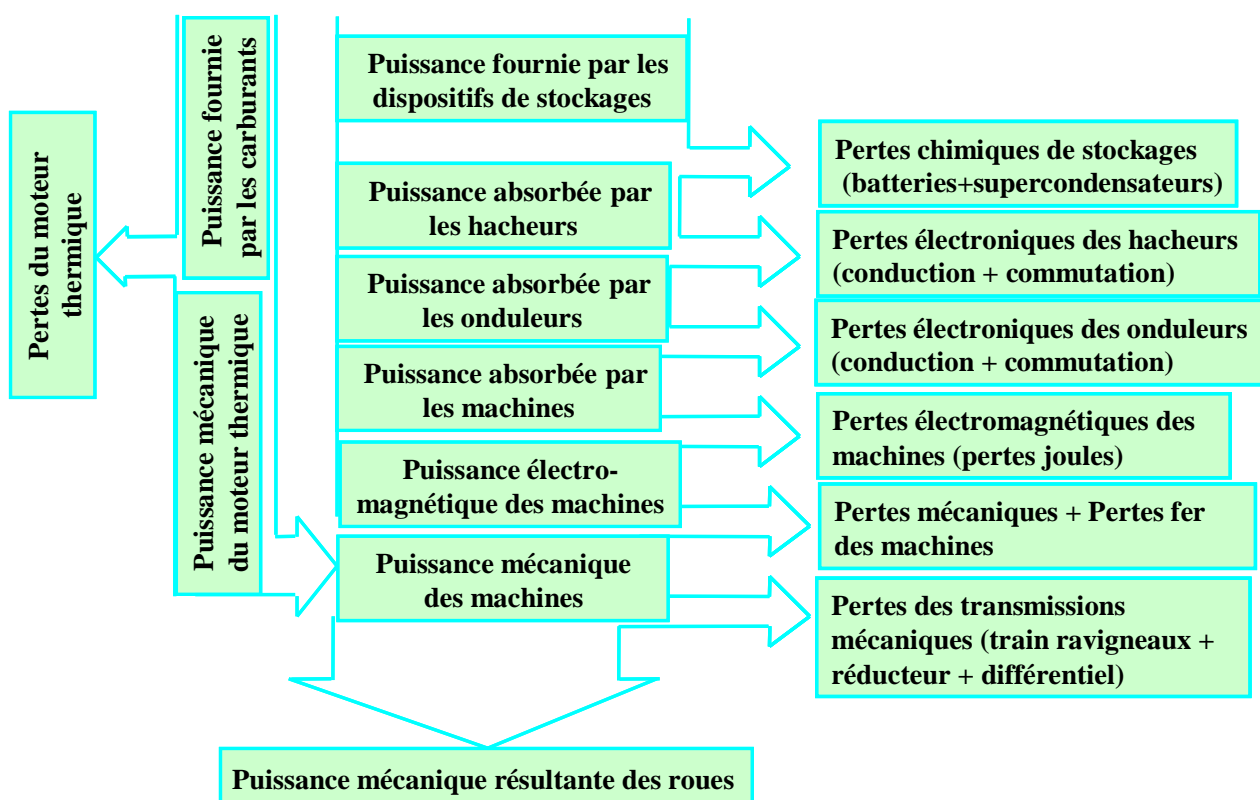 Pertes du moteur
thermique
Puissance fournie
par les carburants
Puissance mécanique
du moteur thermique
Puissance fournie par les
dispositifs de stockages
Puissance absorbée par
les hacheurs
Puissance absorbée par
les onduleurs
Puissance absorbée par
les machines
Puissance électro-
magnétique des machines
Puissance mécanique
des machines
Pertes chimiques de stockages
(batteries+supercondensateurs)
Pertes électroniques des hacheurs
(conduction + commutation)
Pertes électroniques des onduleurs
(conduction + commutation)
Pertes électromagnétiques des
machines (pertes joules)
Pertes mécaniques + Pertes fer
des machines
Pertes des transmissions
mécaniques (train ravigneaux +
réducteur + différentiel)
Puissance mécanique résultante des roues